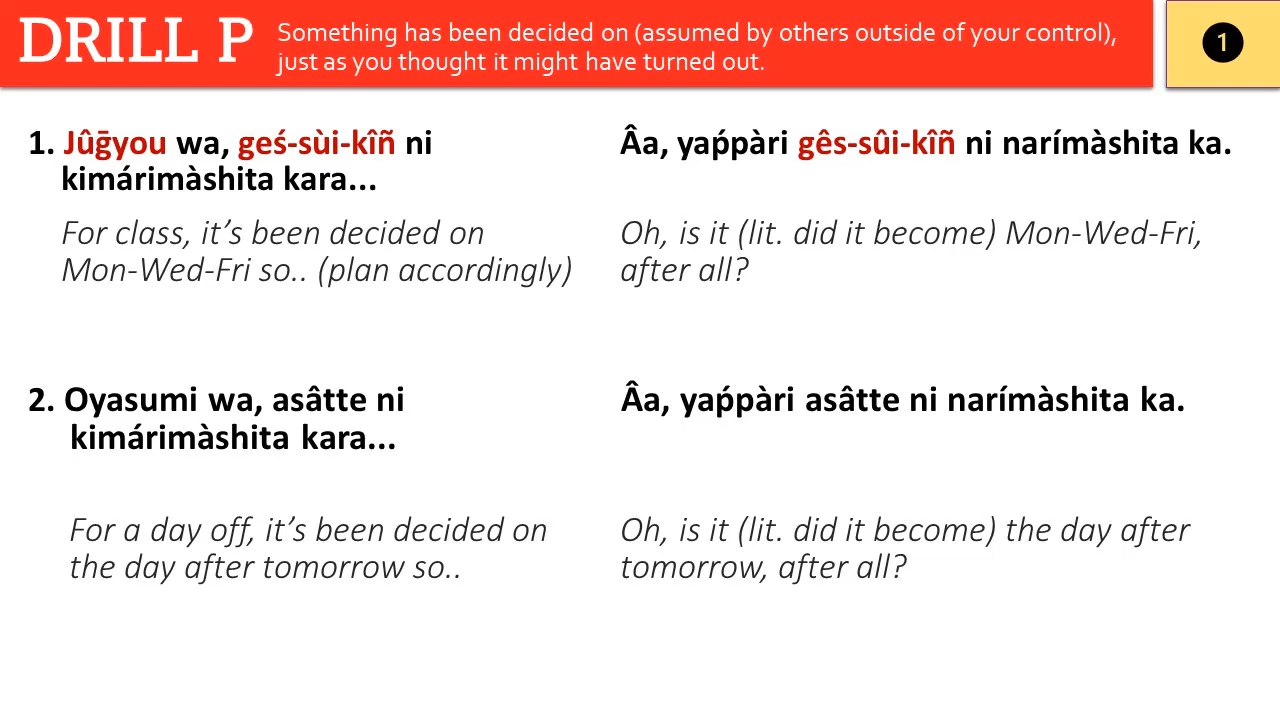 DRILL P
Something has been decided on (assumed by others outside of your control),
just as you thought it might have turned out.
1
1. Jûḡyou wa, geś-sùi-kîñ ni
kimárimàshita kara...
Âa, yaṕpàri gês-sûi-kîñ ni narímàshita ka.
For class, it’s been decided on
Mon-Wed-Fri so.. (plan accordingly)
Oh, is it (lit. did it become) Mon-Wed-Fri,
after all?
2. Oyasumi wa, asâtte ni
kimárimàshita kara...
Âa, yaṕpàri asâtte ni narímàshita ka.
For a day off, it’s been decided on
the day after tomorrow so..
Oh, is it (lit. did it become) the day after
tomorrow, after all?